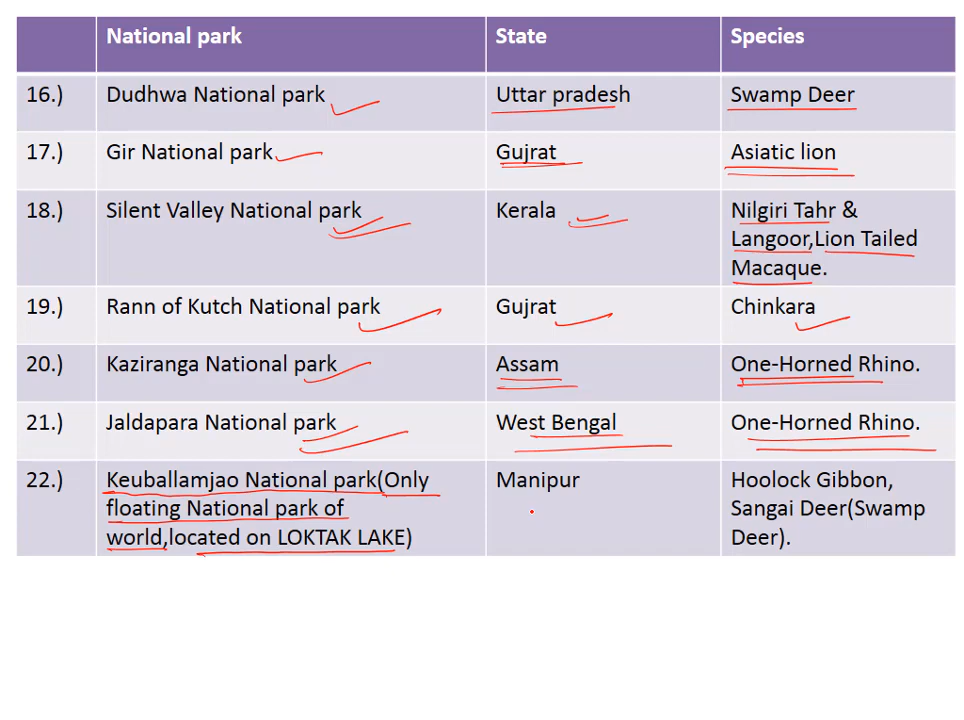 National park State Species
16.) Dudhwa National park Uttar pradesh Swamp Deer
17.) Gir National park Gujrat Asiatic lion
18.) Silent Valley National park Kerala Nilgiri Tahr &
Langoor,Lion Tailed
Macaque.
19.) Rann of Kutch National park Gujrat Chinkara
20.) Kaziranga National park Assam One-Horned Rhino.
21.) Jaldapara National park West Bengal One-Horned Rhino.
22.) Keuballamjao National park(Only Manipur Hoolock Gibbon,
floating National park of Sangai Deer(Swamp
world,located on LOKTAK LAKE) Deer).